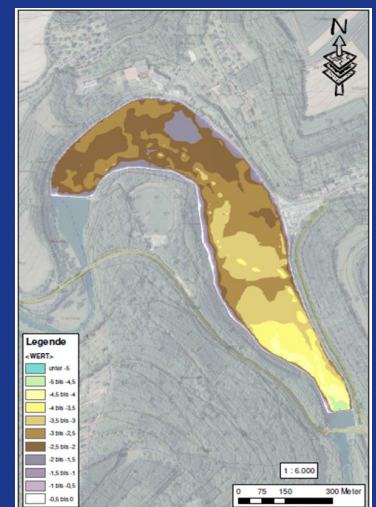 N
Legende
<WERT>
unter -5
-5 bis -4,5
-4,5 bis -4
-4 bis -3,5
-3,5 bis -3
-3 bis -2,5
-2,5 bis -2
-2 bis -1,5
-1,5 bis -1
-1 bis -0,5
-0,5 bis 0
1 : 6.000
0 75 150 300 Meter